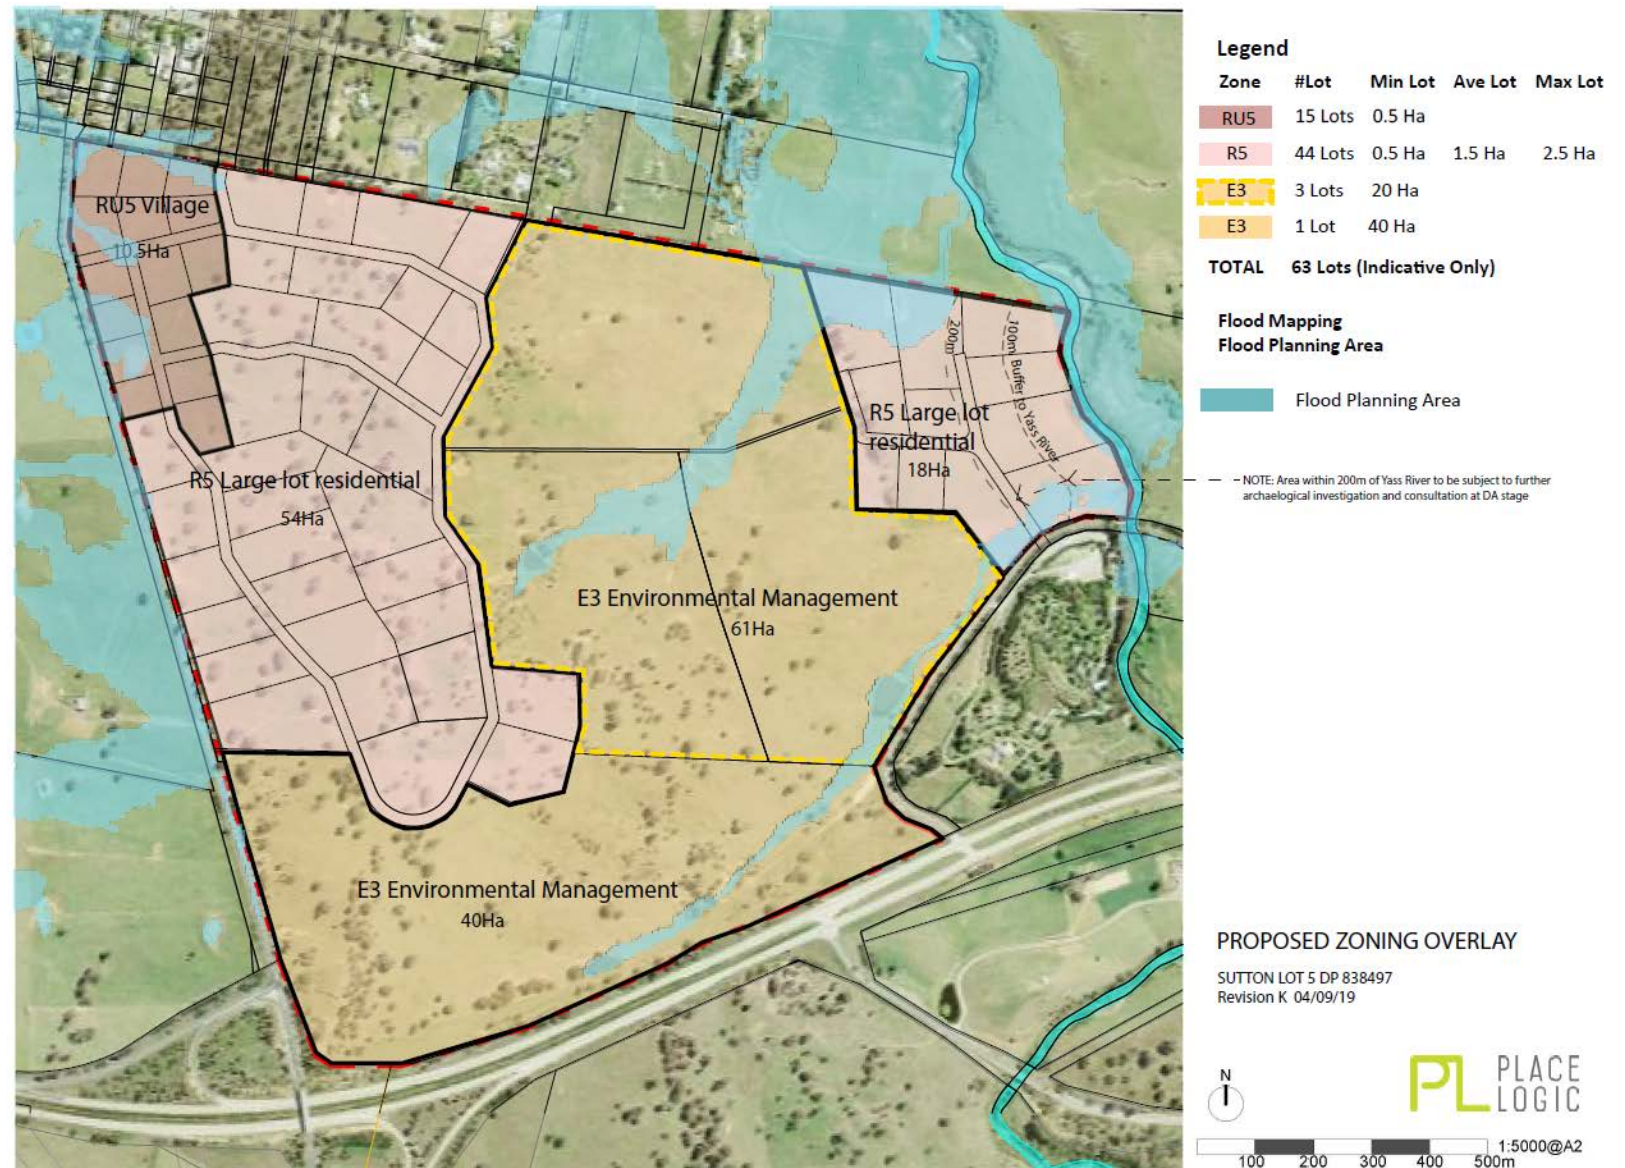 Legend
Zone #Lot Min Lot Ave Lot Max Lot
RU5 15 Lots 0.5 Ha
R5 44 Lots 0.5 Ha 1.5 Ha 2.5 Ha
E3 3 Lots 20 Ha
E3 1 Lot 40 Ha
TOTAL 63 Lots (Indicative Only)
Flood Mapping
Flood Planning Area
Flood Planning Area
NOTE: Area within 200m of Yass River to be subject to further
archaelogical investigation and consultation at DA stage
RU5 Village
10.5Ha
R5 Large lot residential
54Ha
R5 Large lot
residential
18Ha
200m
100m Buffer to Yass River
E3 Environmental Management
61Ha
E3 Environmental Management
40Ha
PROPOSED ZONING OVERLAY
SUTTON LOT 5 DP 838497
Revision K 04/09/19
N
PL PLACE
LOGIC
1:5000@A2
100 200 300 400 500m